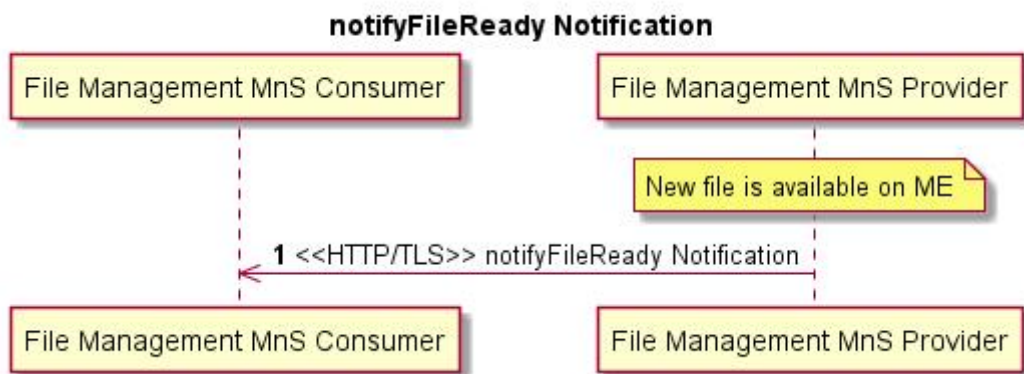 notifyFileReady Notification
File Management MnS Consumer
File Management MnS Provider
New file is available on ME
1 <<HTTP/TLS>> notifyFileReady Notification
File Management MnS Consumer
File Management MnS Provider